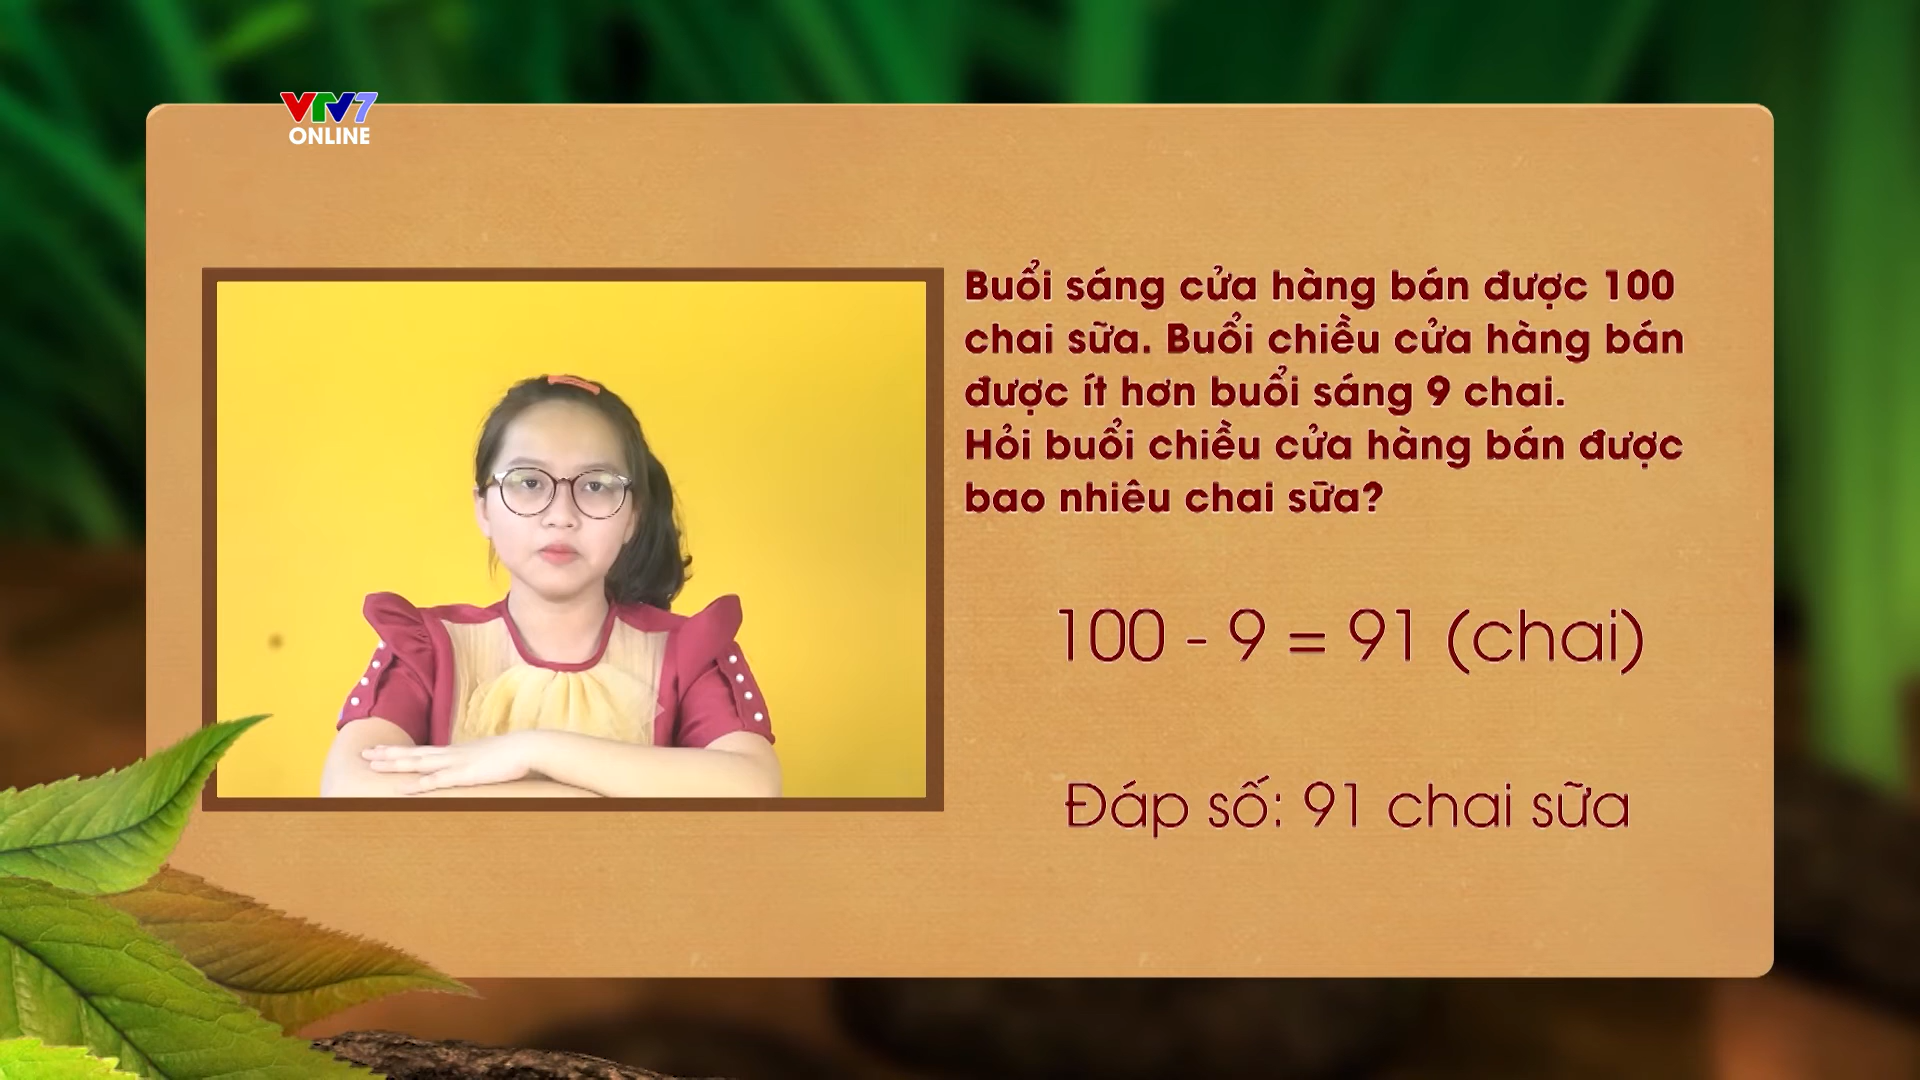 VTV7
ONLINE
Buổi sáng cửa hàng bán được 100
chai sữa. Buổi chiều cửa hàng bán
được ít hơn buổi sáng 9 chai.
Hỏi buổi chiều cửa hàng bán được
bao nhiêu chai sữa?
100 - 9 = 91 (chai)
Đáp số: 91 chai sữa